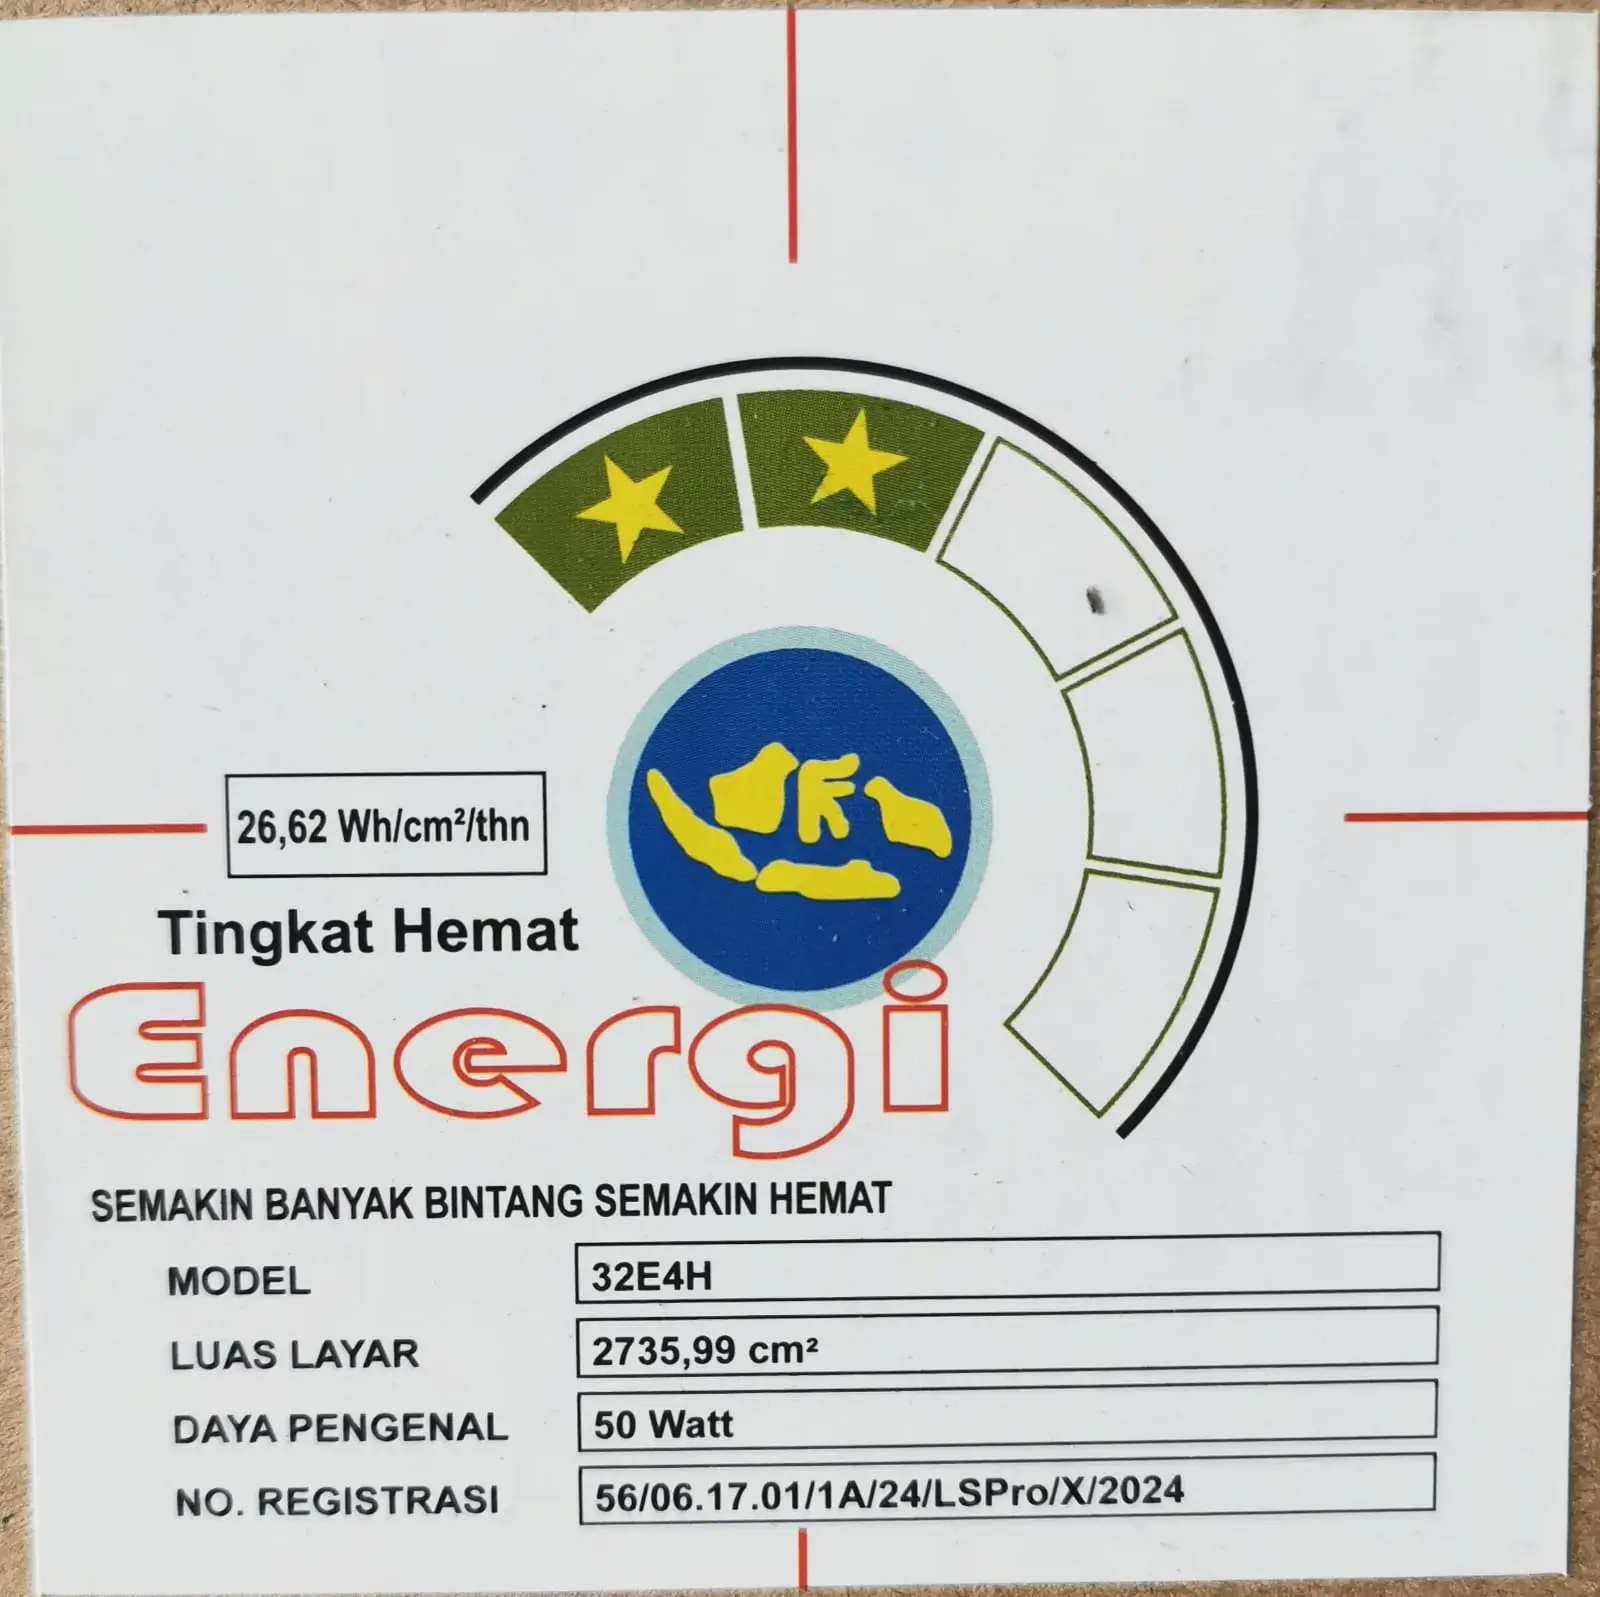 26,62 Wh/cm²/thn
Tingkat Hemat
Energi
SEMAKIN BANYAK BINTANG SEMAKIN HEMAT
MODEL 32E4H
LUAS LAYAR 2735,99 cm²
DAYA PENGENAL 50 Watt
NO. REGISTRASI 56/06.17.01/1A/24/LSPro/X/2024